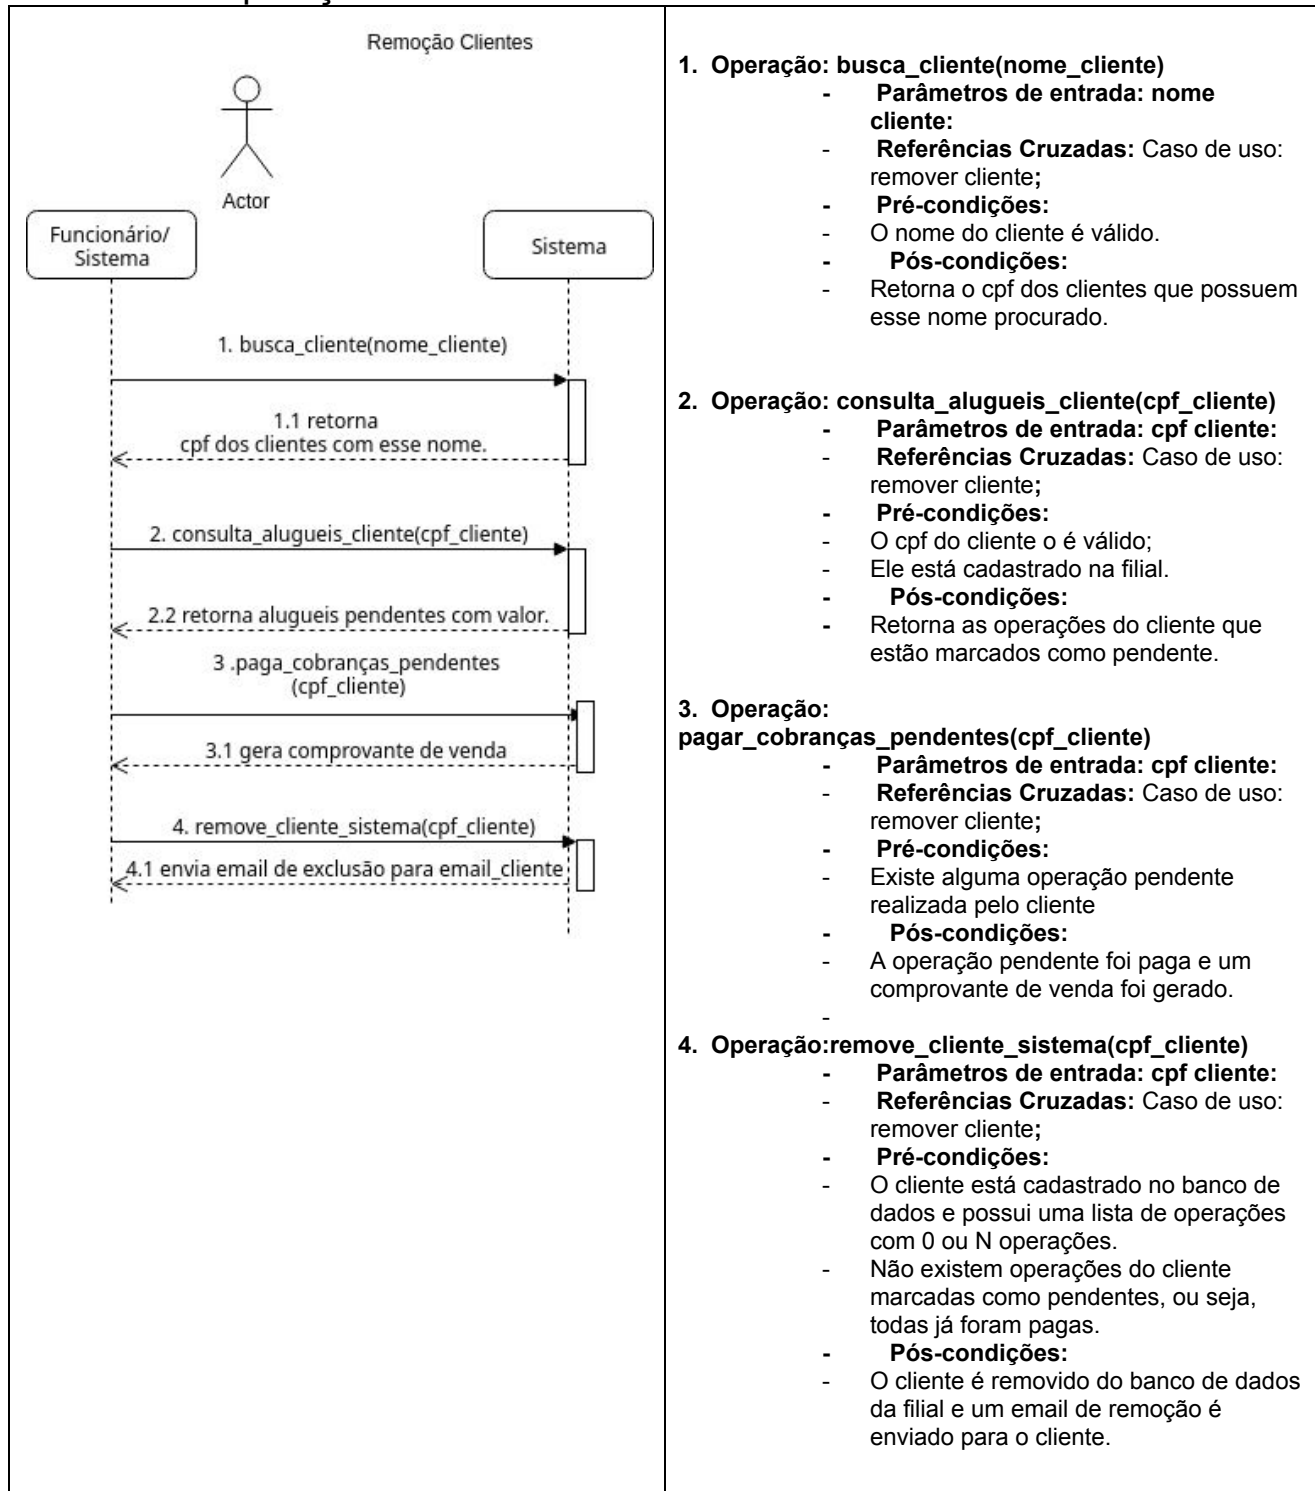 Remoção Clientes
Actor
Funcionário/
Sistema
Sistema
1. busca_cliente(nome_cliente)
1.1 retorna
cpf dos clientes com esse nome.
2. consulta_alugueis_cliente(cpf_cliente)
2.2 retorna alugueis pendentes com valor.
3 .paga_cobranças_pendentes
(cpf_cliente)
3.1 gera comprovante de venda
4. remove_cliente_sistema(cpf_cliente)
4.1 envia email de exclusão para email_cliente
1. Operação: busca_cliente(nome_cliente)
- Parâmetros de entrada: nome
cliente:
- Referências Cruzadas: Caso de uso:
remover cliente;
- Pré-condições:
- O nome do cliente é válido.
- Pós-condições:
- Retorna o cpf dos clientes que possuem
esse nome procurado.
2. Operação: consulta_alugueis_cliente(cpf_cliente)
- Parâmetros de entrada: cpf cliente:
- Referências Cruzadas: Caso de uso:
remover cliente;
- Pré-condições:
- O cpf do cliente o é válido;
- Ele está cadastrado na filial.
- Pós-condições:
- Retorna as operações do cliente que
estão marcados como pendente.
3. Operação:
pagar_cobranças_pendentes(cpf_cliente)
- Parâmetros de entrada: cpf cliente:
- Referências Cruzadas: Caso de uso:
remover cliente;
- Pré-condições:
- Existe alguma operação pendente
realizada pelo cliente
- Pós-condições:
- A operação pendente foi paga e um
comprovante de venda foi gerado.
-
4. Operação:remove_cliente_sistema(cpf_cliente)
- Parâmetros de entrada: cpf cliente:
- Referências Cruzadas: Caso de uso:
remover cliente;
- Pré-condições:
- O cliente está cadastrado no banco de
dados e possui uma lista de operações
com 0 ou N operações.
- Não existem operações do cliente
marcadas como pendentes, ou seja,
todas já foram pagas.
- Pós-condições:
- O cliente é removido do banco de dados
da filial e um email de remoção é
enviado para o cliente.